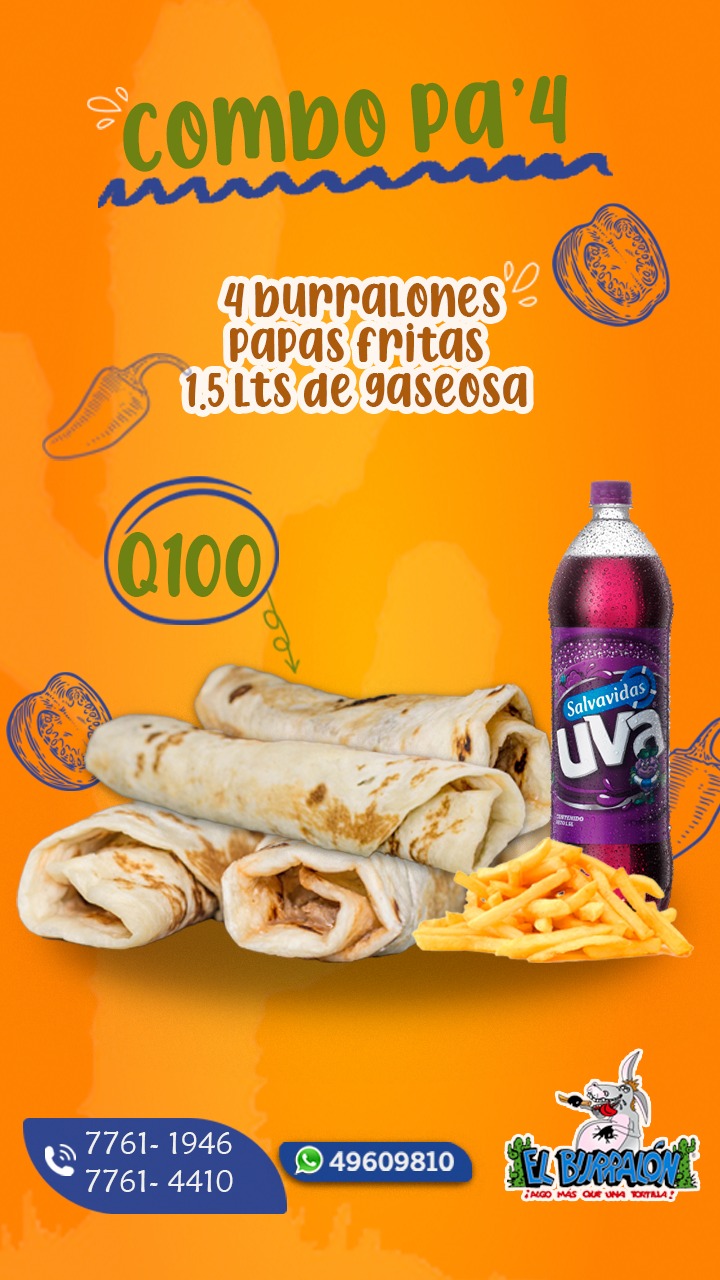 COMBO PA'4
4 BURRALONES
PAPAS FRITAS
1.5 Lts de gaseosa
Q100
Salvavidas
uva
CONTENIDO
7761- 1946
7761- 4410
49609810
EL BURRALÓN
¡ALGO MÁS QUE UNA TORTILLA!